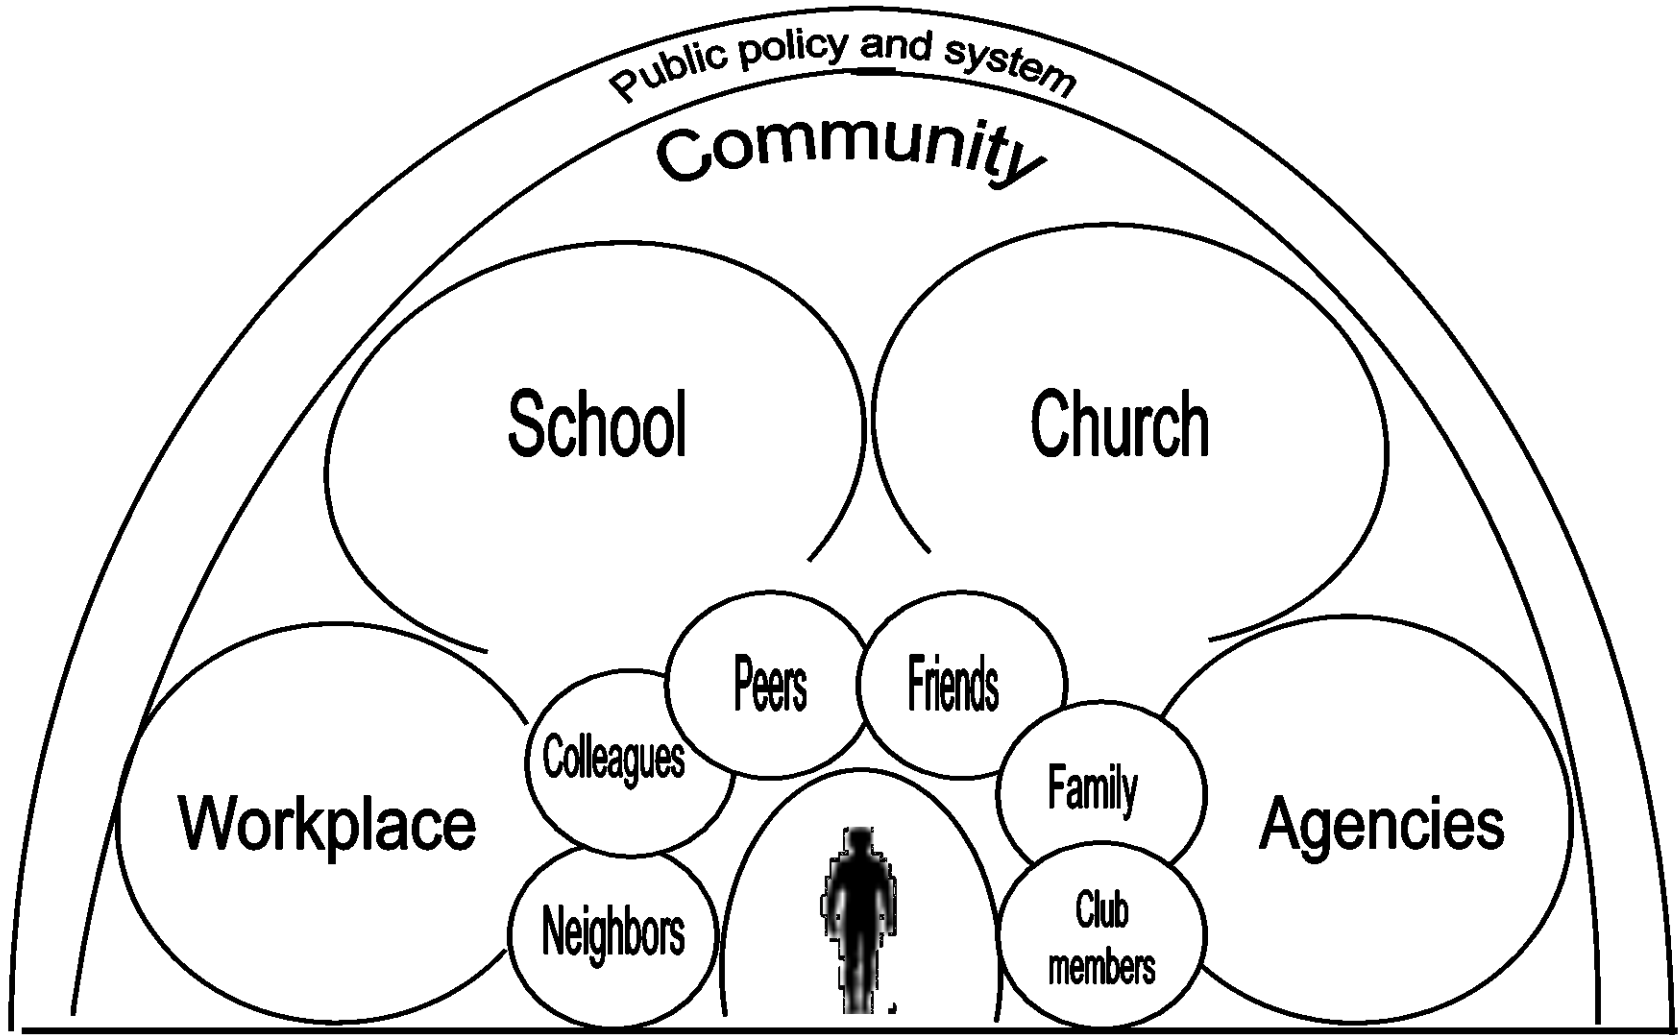 Public policy and system
Community
School
Church
Peers
Friends
Colleagues
Family
Workplace
Agencies
Neighbors
Club
members